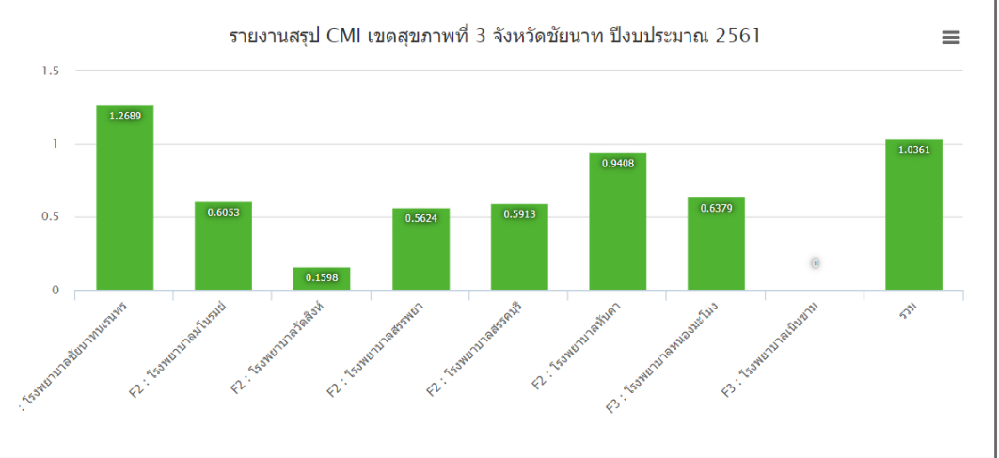 รายงานสรุป CMI เขตสุขภาพที่ 3 จังหวัดชัยนาท ปีงบประมาณ 2561
1.5
1
0.5
0
1.2689
0.6053
0.1598
0.5624
0.5913
0.9408
0.6379
0
1.0361
: โรงพยาบาลชัยนาทนเรนทร
F2 : โรงพยาบาลมโนรมย์
F2 : โรงพยาบาลวัดสิงห์
F2 : โรงพยาบาลสรรพยา
F2 : โรงพยาบาลสรรคบุรี
F2 : โรงพยาบาลหันคา
F3 : โรงพยาบาลหนองมะโมง
F3 : โรงพยาบาลเนินขาม
รวม